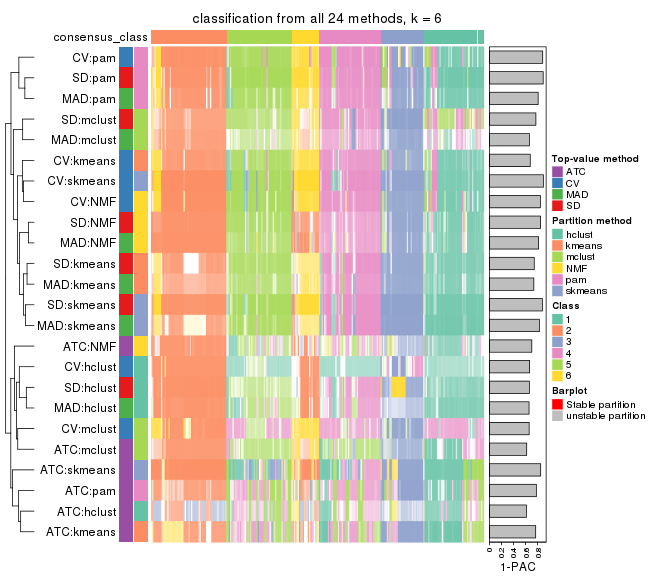 classification from all 24 methods, k = 6
consensus_class
CV:pam
SD:pam
MAD:pam
SD:mclust
MAD:mclust
CV:kmeans
CV:skmeans
CV:NMF
SD:NMF
MAD:NMF
SD:kmeans
MAD:kmeans
SD:skmeans
MAD:skmeans
ATC:NMF
CV:hclust
SD:hclust
MAD:hclust
CV:mclust
ATC:mclust
ATC:skmeans
ATC:pam
ATC:hclust
ATC:kmeans
0 0.2 0.4 0.6 0.8
1-PAC
Top-value method
ATC
CV
MAD
SD
Partition method
hclust
kmeans
mclust
NMF
pam
skmeans
Class
1
2
3
4
5
6
Barplot
Stable partition
unstable partition